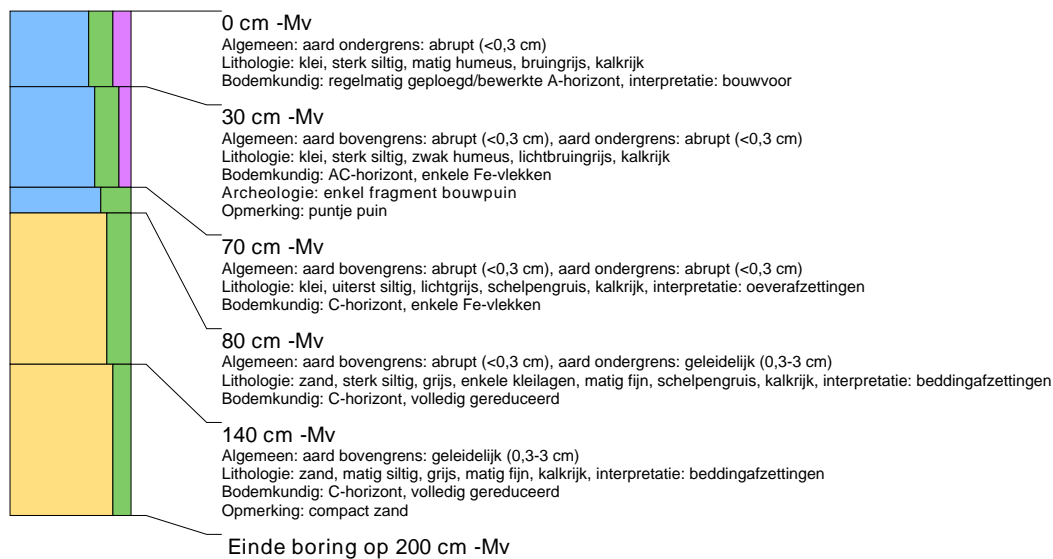 0 cm -Mv
Algemeen: aard ondergrens: abrupt (<0,3 cm)
Lithologie: klei, sterk siltig, matig humeus, bruingrijs, kalkrijk
Bodemkundig: regelmatig geploegd/bewerkte A-horizont, interpretatie: bouwvoor
30 cm -Mv
Algemeen: aard bovengrens: abrupt (<0,3 cm), aard ondergrens: abrupt (<0,3 cm)
Lithologie: klei, sterk siltig, zwak humeus, lichtbruingrijs, kalkrijk
Bodemkundig: AC-horizont, enkele Fe-vlekken
Archeologie: enkel fragment bouwpuin
Opmerking: puntje puin
70 cm -Mv
Algemeen: aard bovengrens: abrupt (<0,3 cm), aard ondergrens: abrupt (<0,3 cm)
Lithologie: klei, uiterst siltig, lichtgrijs, schelpengruis, kalkrijk, interpretatie: oeverafzettingen
Bodemkundig: C-horizont, enkele Fe-vlekken
80 cm -Mv
Algemeen: aard bovengrens: abrupt (<0,3 cm), aard ondergrens: geleidelijk (0,3-3 cm)
Lithologie: zand, sterk siltig, grijs, enkele kleilagen, matig fijn, schelpengruis, kalkrijk, interpretatie: beddingafzettingen
Bodemkundig: C-horizont, volledig gereduceerd
140 cm -Mv
Algemeen: aard bovengrens: geleidelijk (0,3-3 cm)
Lithologie: zand, matig siltig, grijs, matig fijn, kalkrijk, interpretatie: beddingafzettingen
Bodemkundig: C-horizont, volledig gereduceerd
Opmerking: compact zand
Einde boring op 200 cm -Mv